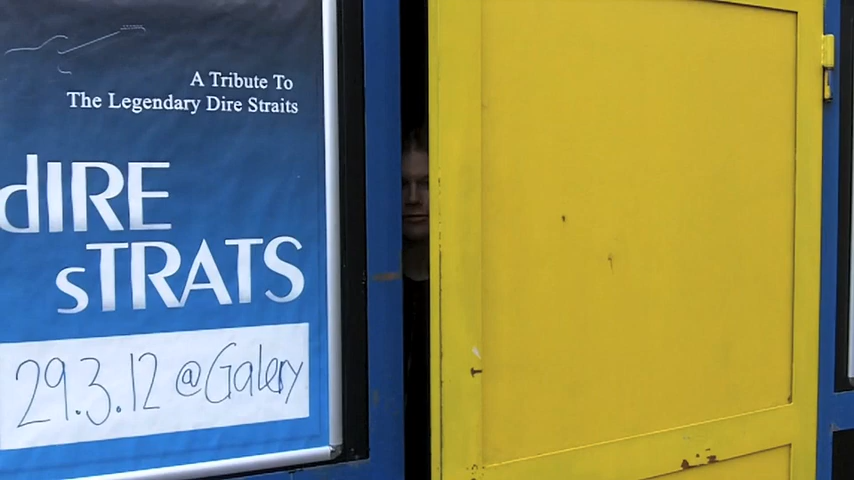 A Tribute To
The Legendary Dire Straits
dIRE
sTRATS
29.3.12 @Galery